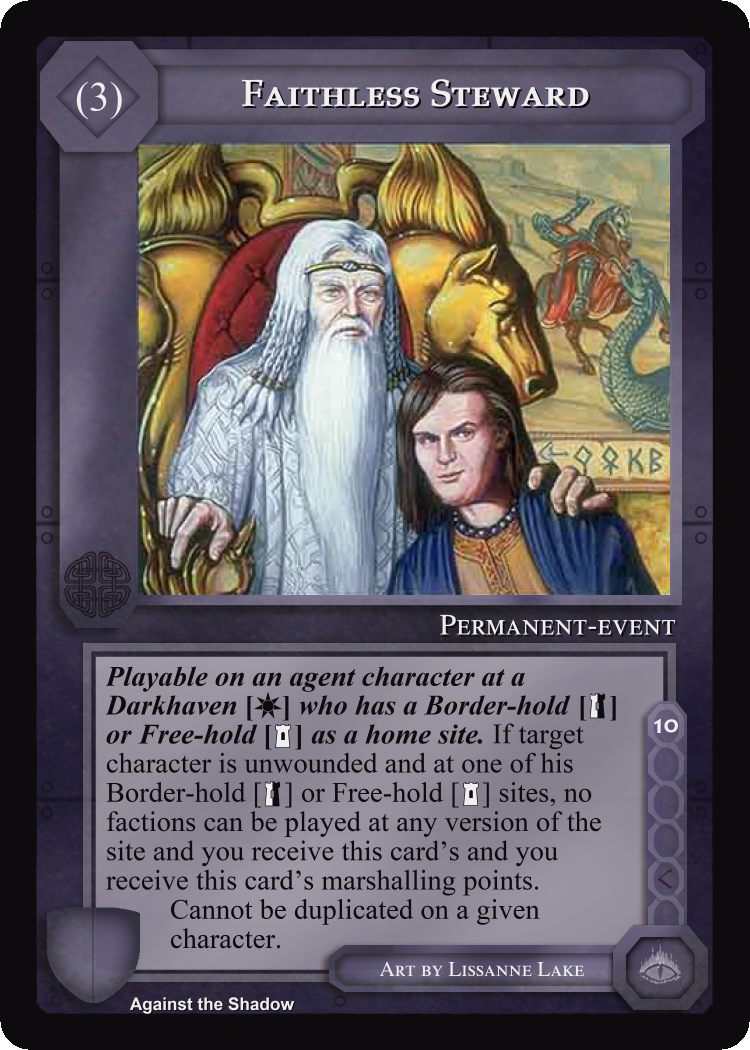 (3)
FAITHLESS STEWARD
PERMANENT-EVENT
Playable on an agent character at a
Darkhaven [] who has a Border-hold []
or Free-hold [] as a home site. If target
character is unwounded and at one of his
Border-hold [] or Free-hold [] sites, no
factions can be played at any version of the
site and you receive this card's and you
receive this card's marshalling points.
Cannot be duplicated on a given
character.
10
ART BY LISSANNE LAKE
Against the Shadow